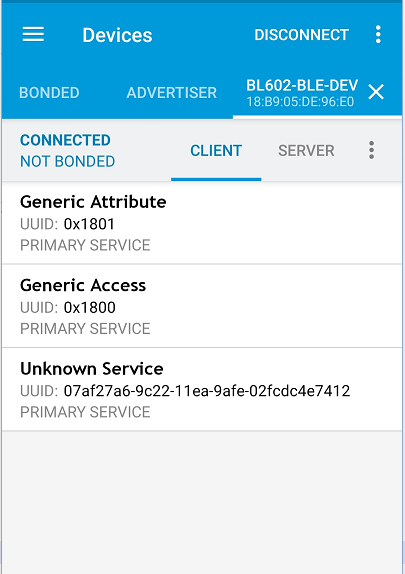 Devices
DISCONNECT
BONDED
ADVERTISER
BL602-BLE-DEV
18:B9:05:DE:96:E0
CONNECTED
NOT BONDED
CLIENT
SERVER
Generic Attribute
UUID: 0x1801
PRIMARY SERVICE
Generic Access
UUID: 0x1800
PRIMARY SERVICE
Unknown Service
UUID: 07af27a6-9c22-11ea-9afe-02fcdc4e7412
PRIMARY SERVICE